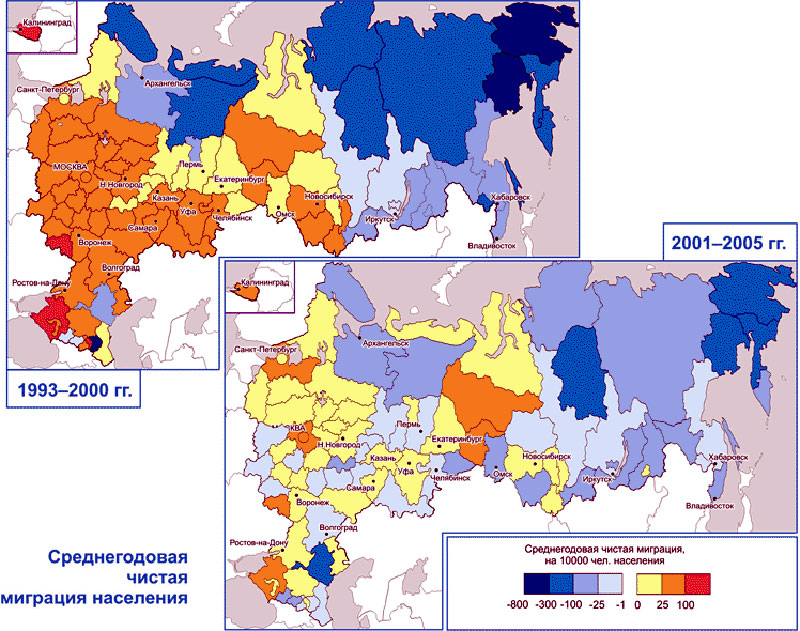 Калининград
Архангельск
Санкт-Петербург
МОСКВА
Пермь
Н.Новгород
Екатеринбург
Казань
Уфа
Челябинск
Омск
Новосибирск
Иркутск
Хабаровск
Владивосток
Самара
Воронеж
Волгоград
Ростов-на-Дону
1993–2000 гг.
2001–2005 гг.
Калининград
Архангельск
Санкт-Петербург
КВА
Пермь
Н.Новгород
Екатеринбург
Казань
Уфа
Челябинск
Омск
Новосибирск
Иркутск
Хабаровск
Владивосток
Самара
Воронеж
Волгоград
Ростов-на-Дону
Среднегодовая
чистая
миграция населения
Среднегодовая чистая миграция,
на 10000 чел. населения
-800 -300 -100 -25 -1 0 25 100